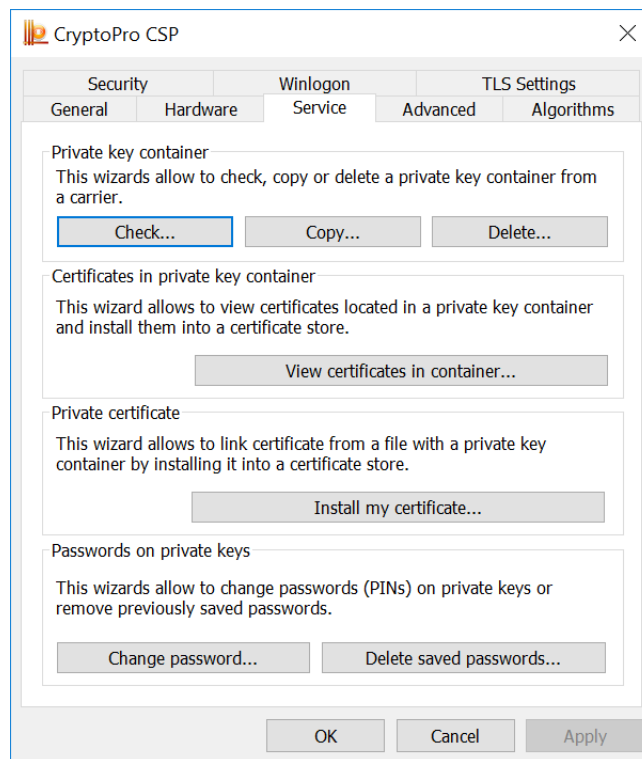 CryptoPro CSP
Security Winlogon TLS Settings
General Hardware Service Advanced Algorithms
Private key container
This wizards allow to check, copy or delete a private key container from
a carrier.
Check... Copy... Delete...
Certificates in private key container
This wizard allows to view certificates located in a private key container
and install them into a certificate store.
View certificates in container...
Private certificate
This wizard allows to link certificate from a file with a private key
container by installing it into a certificate store.
Install my certificate...
Passwords on private keys
This wizards allow to change passwords (PINs) on private keys or
remove previously saved passwords.
Change password... Delete saved passwords...
OK Cancel Apply